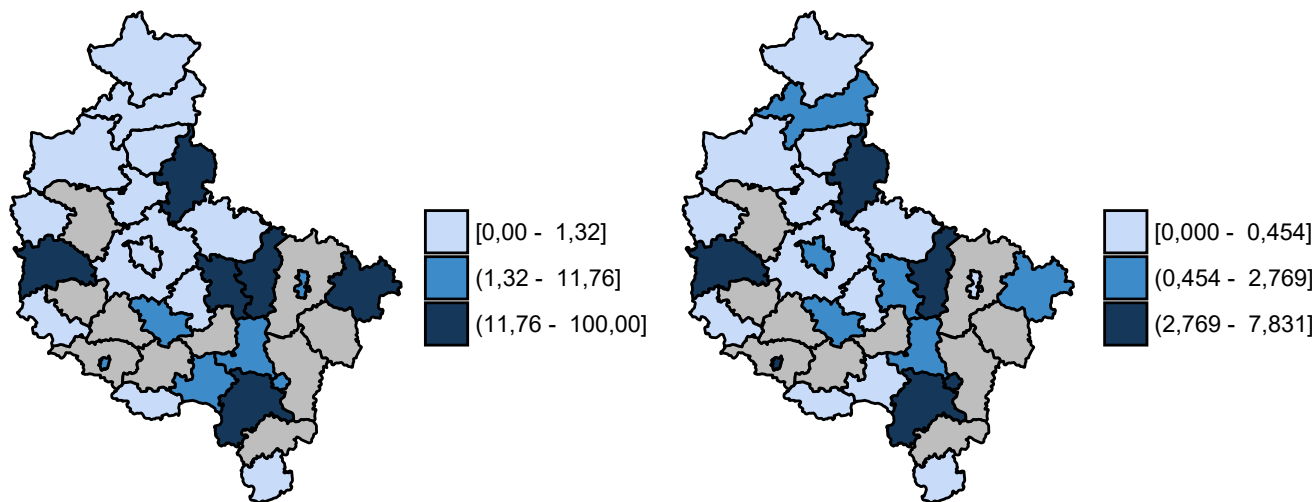 [0,00 - 1,32]
(1,32 - 11,76]
(11,76 - 100,00]
[0,000 - 0,454]
(0,454 - 2,769]
(2,769 - 7,831]